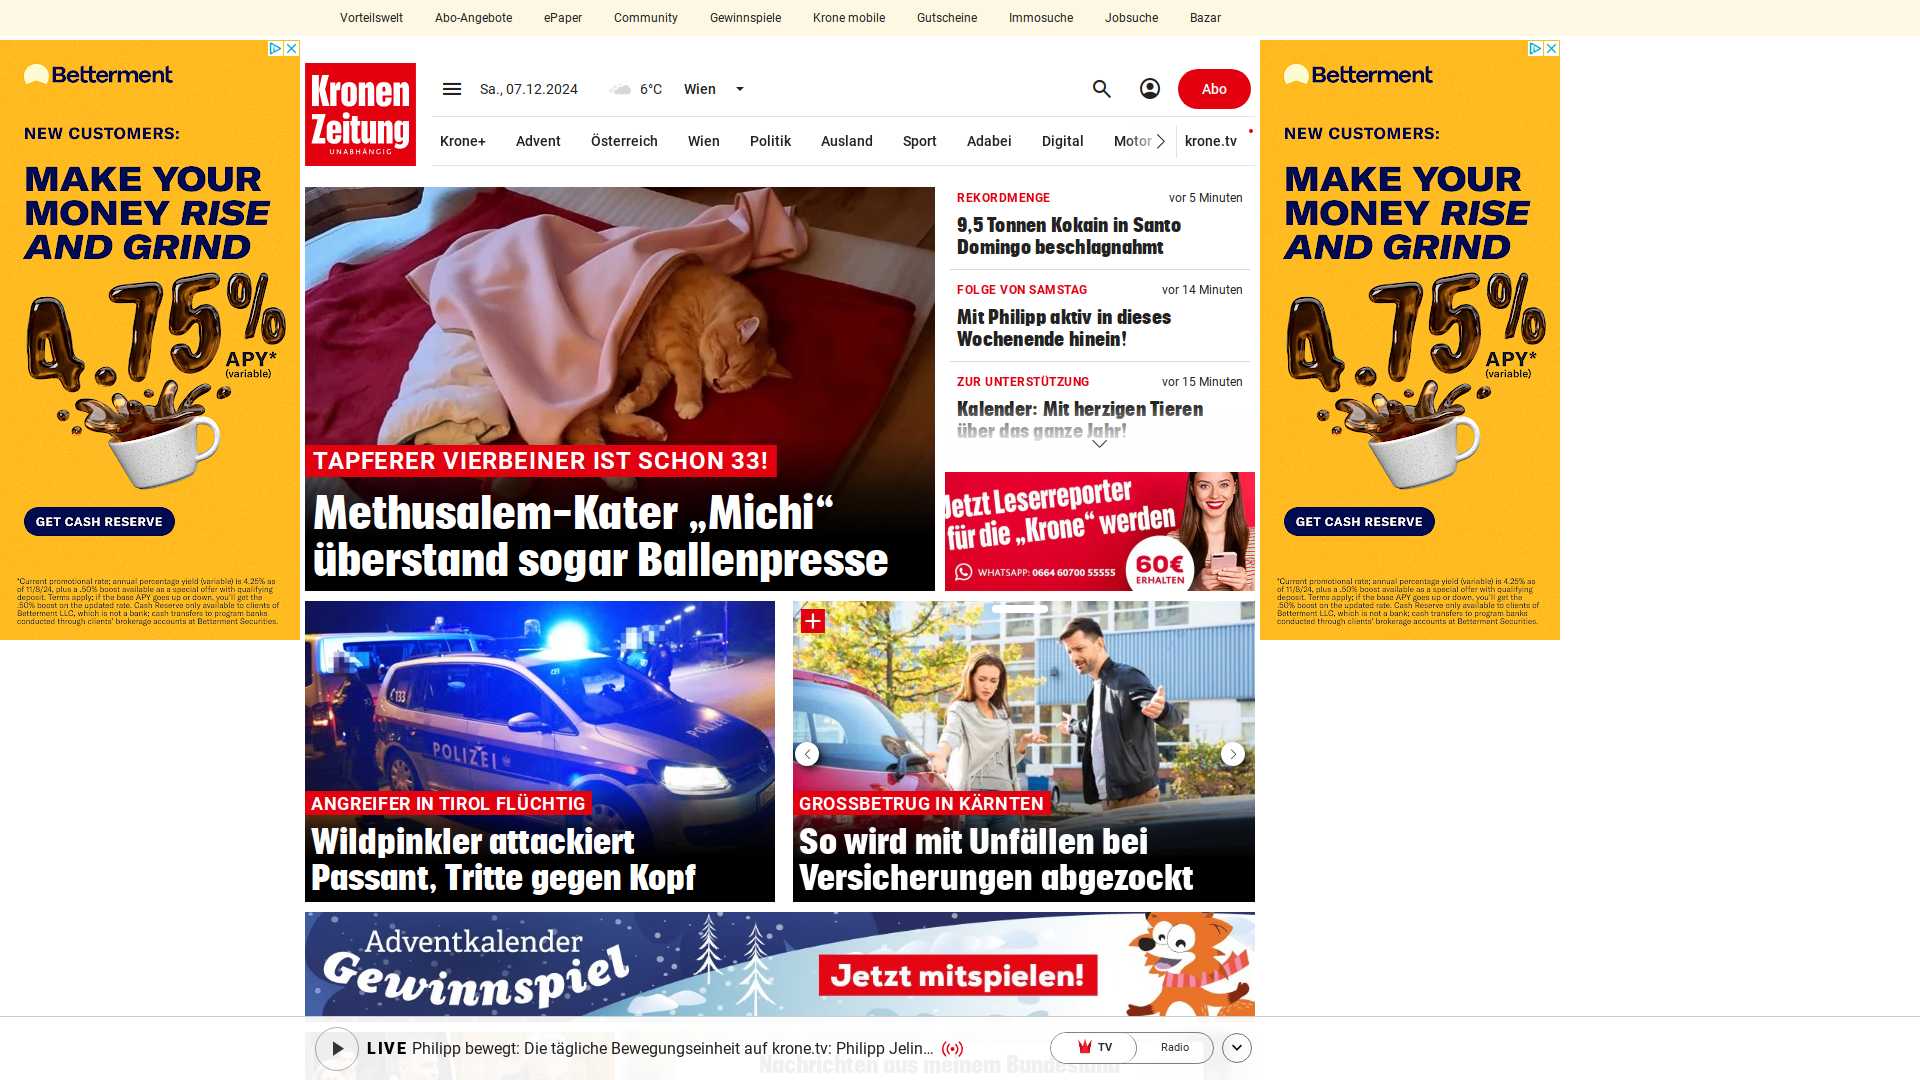 Vorteilswelt
Abo-Angebote
ePaper
Community
Gewinnspiele
Krone mobile
Gutscheine
Immosuche
Jobsuche
Bazar
Betterment
NEW CUSTOMERS:
MAKE YOUR
MONEY RISE
AND GRIND
4.75%
APY*
(variable)
GET CASH RESERVE
*Current promotional rate; annual percentage yield (variable) is 4.25% as
of 11/8/24, plus a .50% boost available as a special offer with qualifying
deposit. Terms apply; if the base APY goes up or down, you'll get the
.50% boost on the updated rate. Cash Reserve only available to clients of
Betterment LLC, which is not a bank; cash transfers to program banks
conducted through clients' brokerage accounts at Betterment Securities.
Kronen
Zeitung
UNABHÄNGIG
Sa., 07.12.2024
6°C
Wien
Abo
Krone+
Advent
Österreich
Wien
Politik
Ausland
Sport
Adabei
Digital
Motor
krone.tv
TAPFERER VIERBEINER IST SCHON 33!
Methusalem-Kater „Michi“
überstand sogar Ballenpresse
REKORDMENGE
vor 5 Minuten
9,5 Tonnen Kokain in Santo
Domingo beschlagnahmt
FOLGE VON SAMSTAG
vor 14 Minuten
Mit Philipp aktiv in dieses
Wochenende hinein!
ZUR UNTERSTÜTZUNG
vor 15 Minuten
Kalender: Mit herzigen Tieren
über das ganze Jahr!
Jetzt Leserreporter
für die „Krone“ werden
WHATSAPP: 0664 60700 55555
60€
ERHALTEN
133
POLIZEI
POLIZEI
ANGREIFER IN TIROL FLÜCHTIG
Wildpinkler attackiert
Passant, Tritte gegen Kopf
GROSSBETRUG IN KÄRNTEN
So wird mit Unfällen bei
Versicherungen abgezockt
Adventkalender
Gewinnspiel
Jetzt mitspielen!
LIVE Philipp bewegt: Die tägliche Bewegungseinheit auf krone.tv: Philipp Jelin...
TV
Radio
Nachrichten aus meinem Bundesland
Betterment
NEW CUSTOMERS:
MAKE YOUR
MONEY RISE
AND GRIND
4.75%
APY*
(variable)
GET CASH RESERVE
*Current promotional rate; annual percentage yield (variable) is 4.25% as
of 11/8/24, plus a .50% boost available as a special offer with qualifying
deposit. Terms apply; if the base APY goes up or down, you'll get the
.50% boost on the updated rate. Cash Reserve only available to clients of
Betterment LLC, which is not a bank; cash transfers to program banks
conducted through clients' brokerage accounts at Betterment Securities.